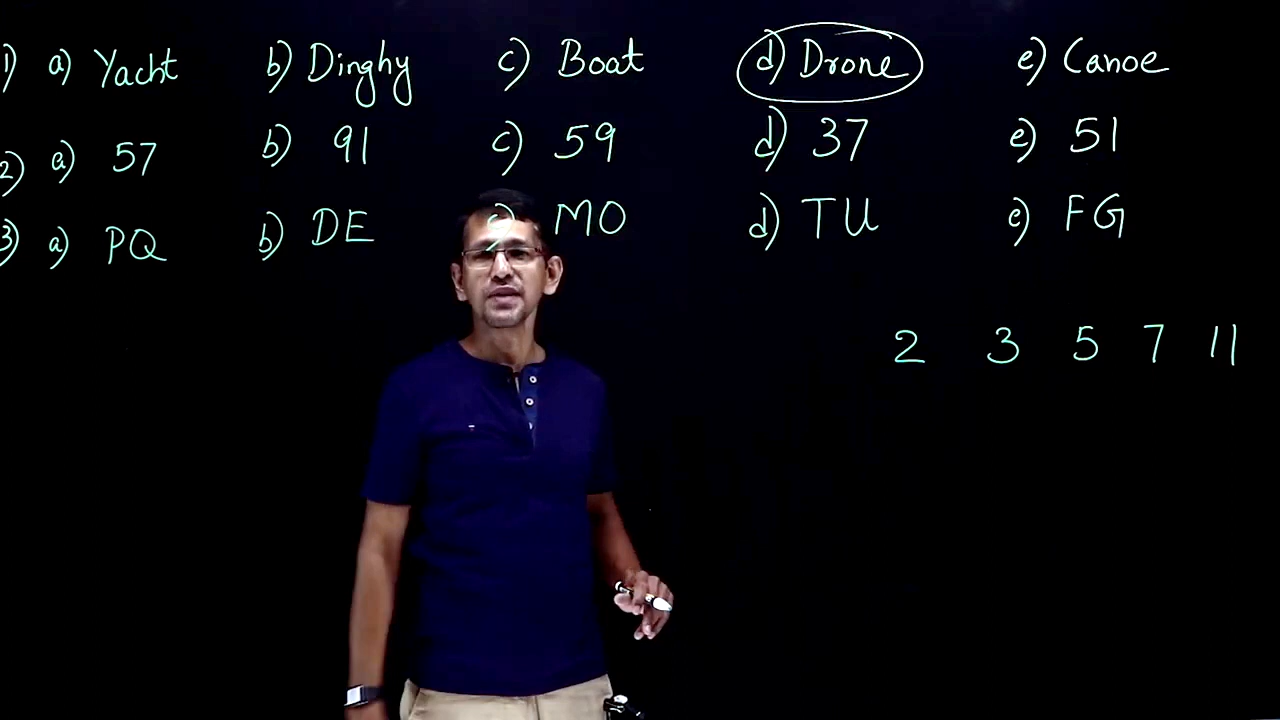 1) a) Yacht b) Dinghy c) Boat d) Drone e) Canoe
2) a) 57 b) 91 c) 59 d) 37 e) 51
3) a) PQ b) DE c) MO d) TU e) FG
2 3 5 7 11